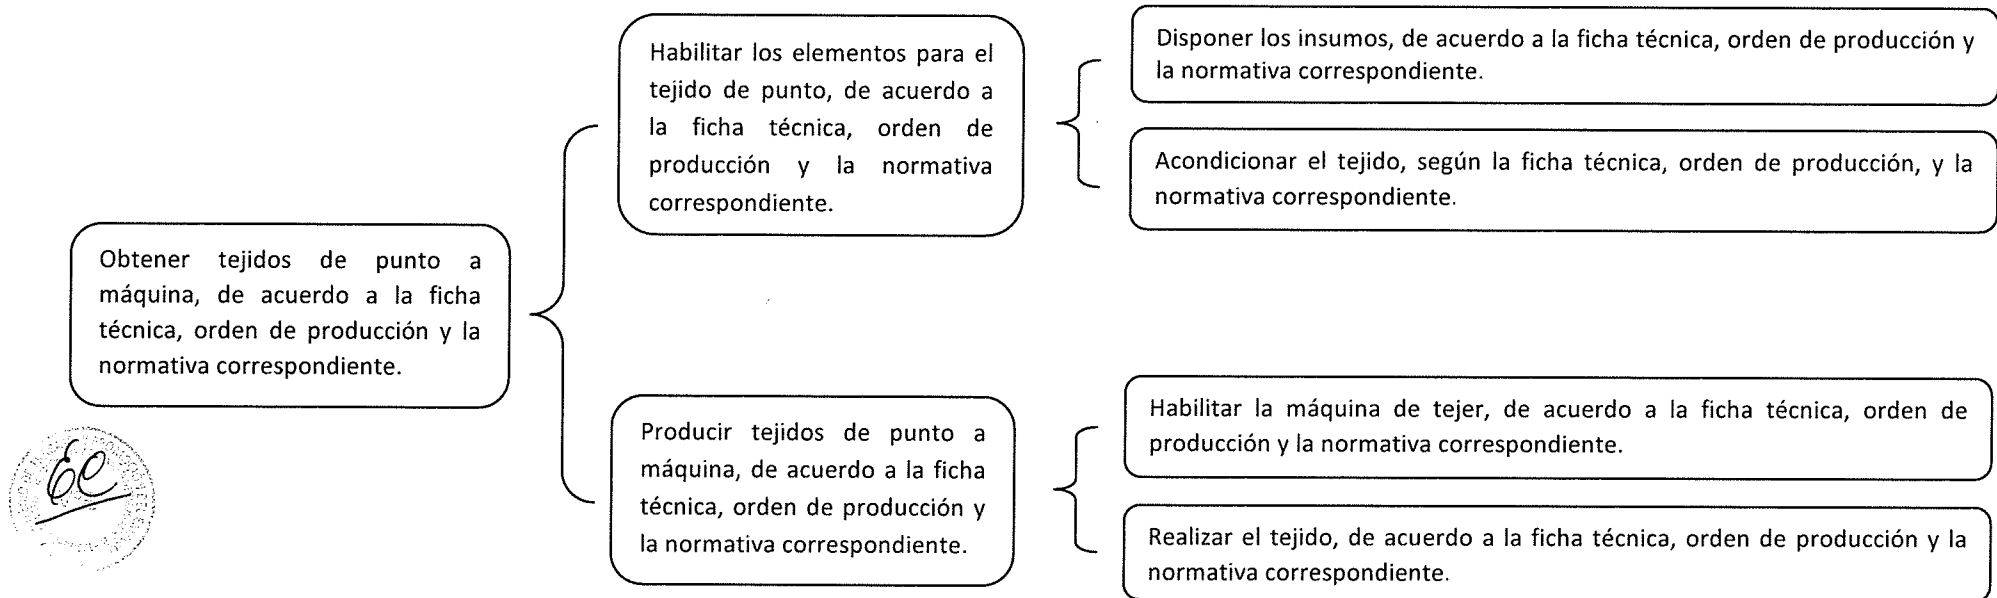 Obtener tejidos de punto a
máquina, de acuerdo a la ficha
técnica, orden de producción y la
normativa correspondiente.
Habilitar los elementos para el
tejido de punto, de acuerdo a
la ficha técnica, orden de
producción y la normativa
correspondiente.
Disponer los insumos, de acuerdo a la ficha técnica, orden de producción y
la normativa correspondiente.
Acondicionar el tejido, según la ficha técnica, orden de producción, y la
normativa correspondiente.
Producir tejidos de punto a
máquina, de acuerdo a la ficha
técnica, orden de producción y
la normativa correspondiente.
Habilitar la máquina de tejer, de acuerdo a la ficha técnica, orden de
producción y la normativa correspondiente.
Realizar el tejido, de acuerdo a la ficha técnica, orden de producción y la
normativa correspondiente.